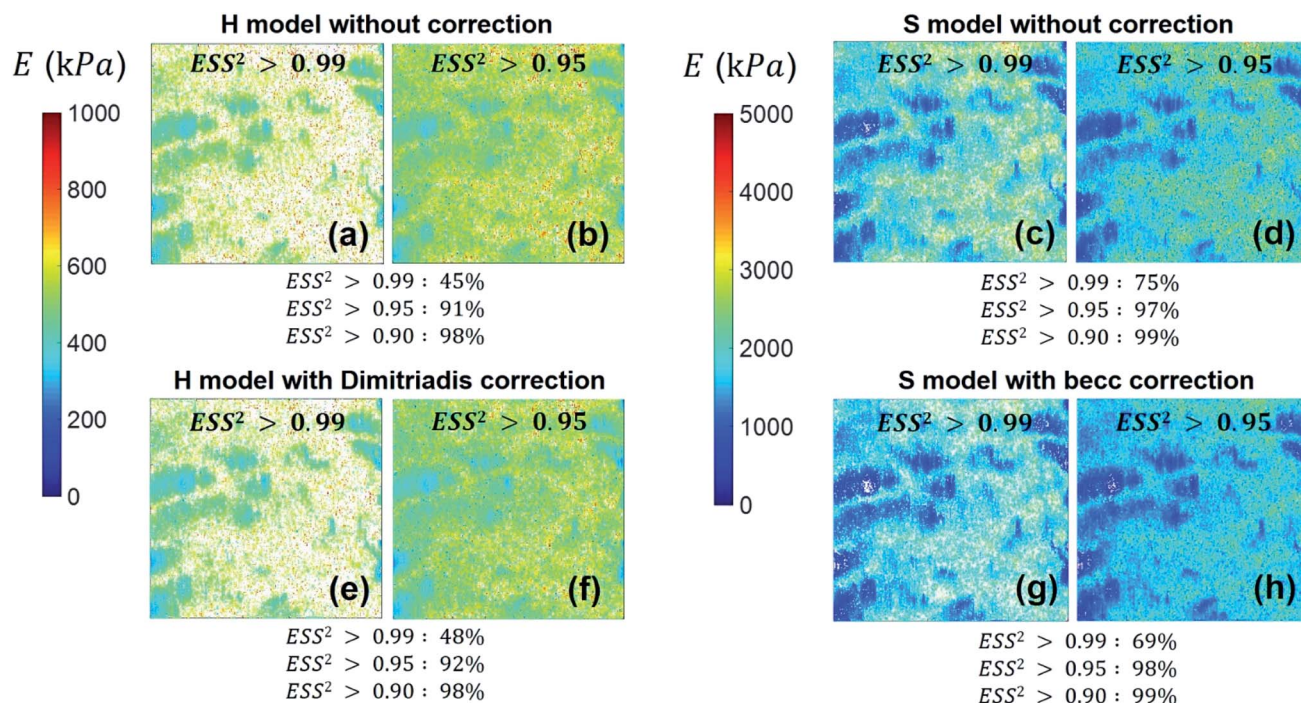 H model without correction
E (kPa)
1000
800
600
400
200
0
ESS² > 0.99
(a)
ESS² > 0.95
(b)
ESS² > 0.99 : 45%
ESS² > 0.95 : 91%
ESS² > 0.90 : 98%
H model with Dimitriadis correction
ESS² > 0.99
(e)
ESS² > 0.95
(f)
ESS² > 0.99 : 48%
ESS² > 0.95 : 92%
ESS² > 0.90 : 98%
S model without correction
E (kPa)
5000
4000
3000
2000
1000
0
ESS² > 0.99
(c)
ESS² > 0.95
(d)
ESS² > 0.99 : 75%
ESS² > 0.95 : 97%
ESS² > 0.90 : 99%
S model with becc correction
ESS² > 0.99
(g)
ESS² > 0.95
(h)
ESS² > 0.99 : 69%
ESS² > 0.95 : 98%
ESS² > 0.90 : 99%